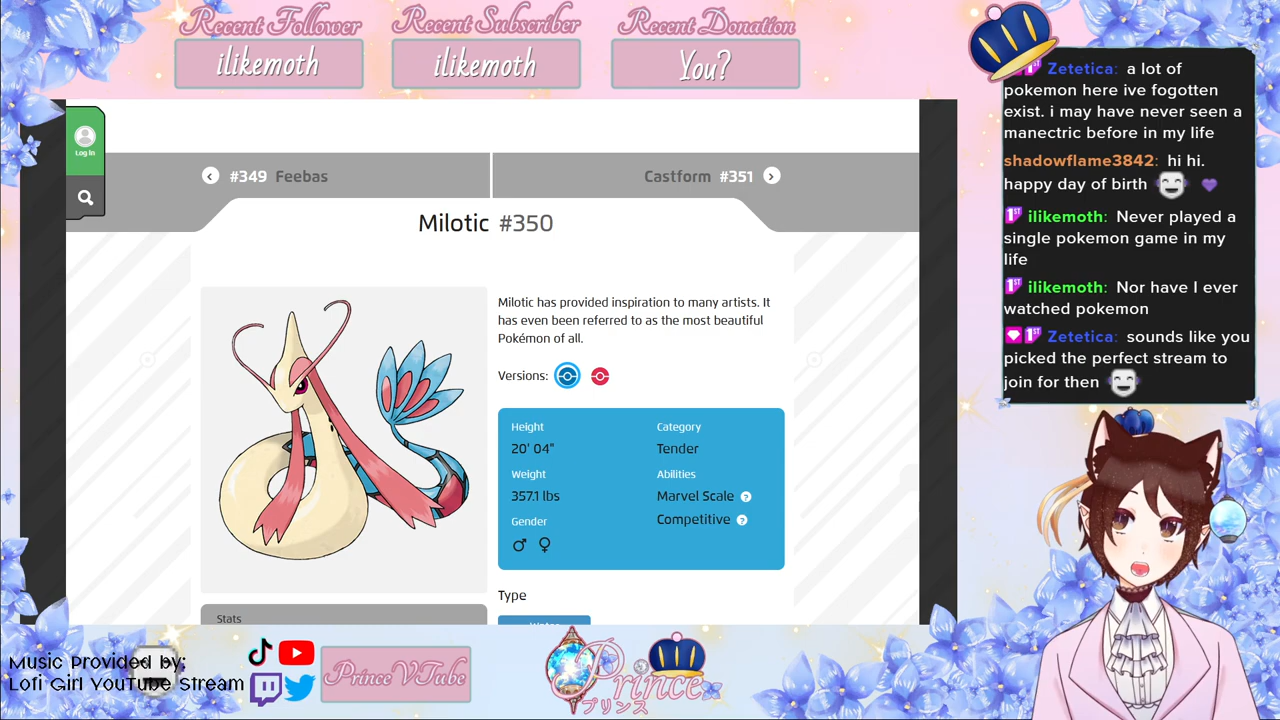 Recent Follower
ilikemoth
Recent Subscriber
ilikemoth
Recent Donation
You?
Log In
#349 Feebas
Castform #351
Milotic #350
Milotic has provided inspiration to many artists. It
has even been referred to as the most beautiful
Pokémon of all.
Versions:
Height
20' 04"
Weight
357.1 lbs
Gender
Category
Tender
Abilities
Marvel Scale ?
Competitive ?
Type
Water
Stats
1ST Zetetica: a lot of
pokemon here ive fogotten
exist. i may have never seen a
manectric before in my life
shadowflame3842: hi hi.
happy day of birth
1ST ilikemoth: Never played a
single pokemon game in my
life
1ST ilikemoth: Nor have I ever
watched pokemon
1ST Zetetica: sounds like you
picked the perfect stream to
join for then
Music Provided by:
Lofi Girl YouTube Stream
PrinceVTube
Prince
プリンス